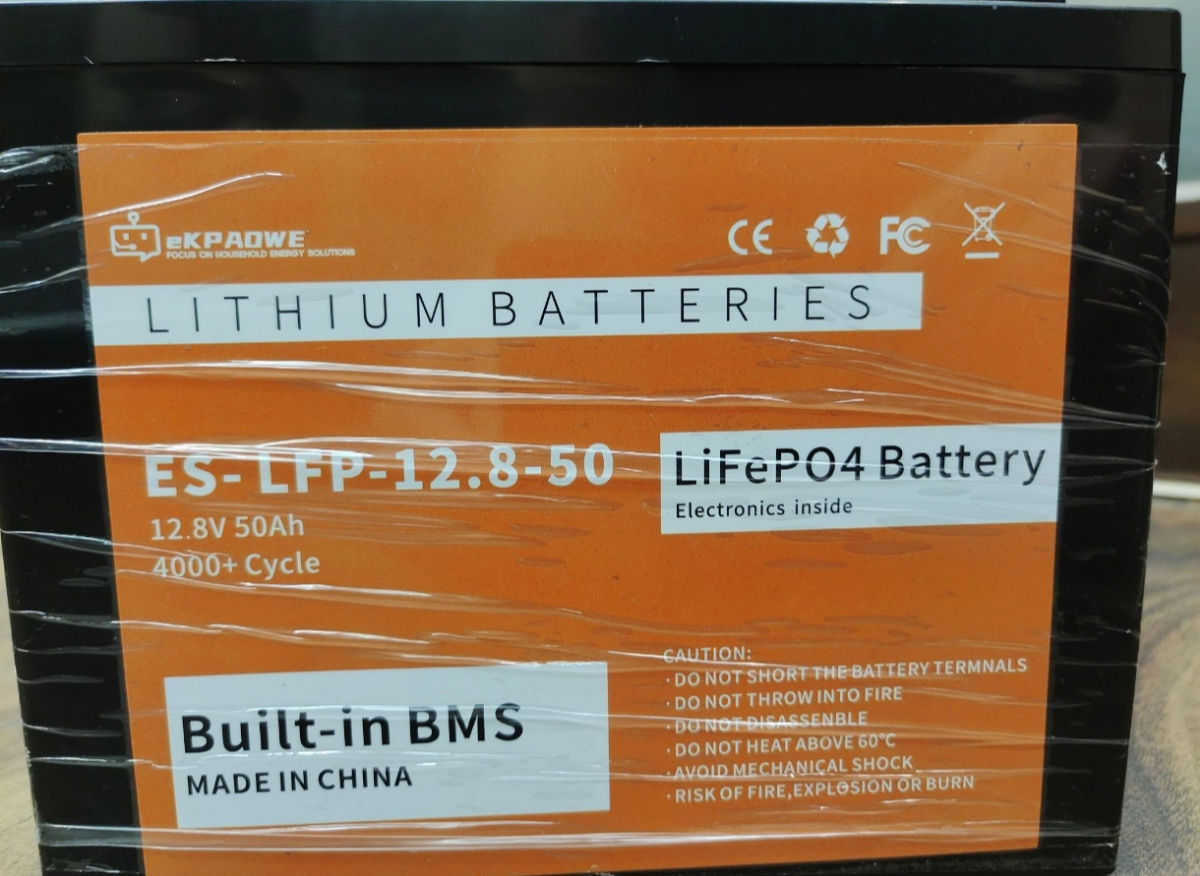 eKPAOWE
FOCUS ON HOUSEHOLD ENERGY SOLUTIONS
CE
FC
LITHIUM BATTERIES
ES-LFP-12.8-50
12.8V 50Ah
4000+ Cycle
LiFePO4 Battery
Electronics inside
Built-in BMS
MADE IN CHINA
CAUTION:
· DO NOT SHORT THE BATTERY TERMNALS
· DO NOT THROW INTO FIRE
· DO NOT DISASSENBLE
· DO NOT HEAT ABOVE 60℃
· AVOID MECHANICAL SHOCK
· RISK OF FIRE,EXPLOSION OR BURN